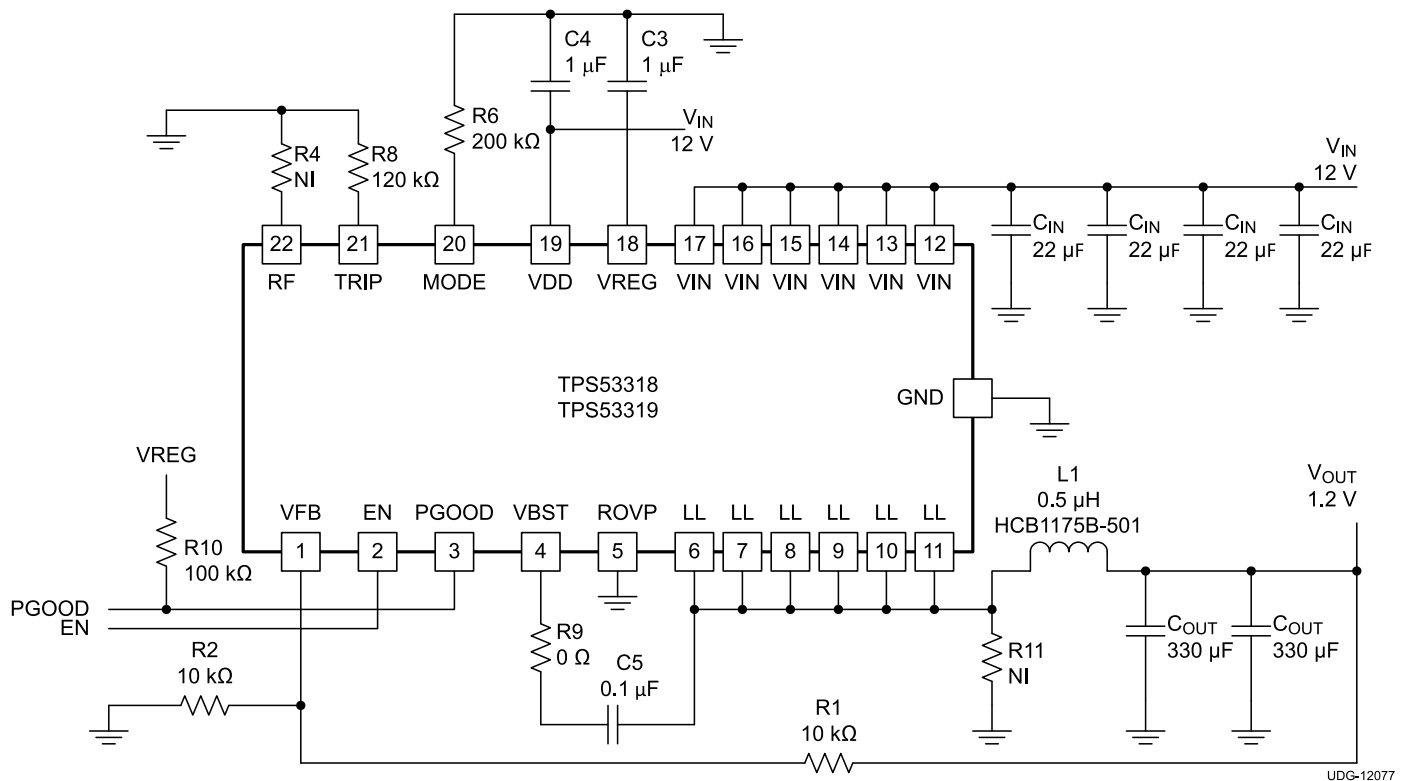 C4
1 μF
C3
1 μF
R6
200 kΩ
VIN
12 V
R4
NI
R8
120 kΩ
VIN
12 V
CIN
22 μF
CIN
22 μF
CIN
22 μF
CIN
22 μF
22
21
20
19
18
17
16
15
14
13
12
RF
TRIP
MODE
VDD
VREG
VIN
VIN
VIN
VIN
VIN
VIN
TPS53318
TPS53319
GND
VREG
R10
100 kΩ
PGOOD
EN
VFB
EN
PGOOD
VBST
ROVP
LL
LL
LL
LL
LL
LL
1
2
3
4
5
6
7
8
9
10
11
L1
0.5 μH
HCB1175B-501
VOUT
1.2 V
R9
0 Ω
C5
0.1 μF
R11
NI
COUT
330 μF
COUT
330 μF
R2
10 kΩ
R1
10 kΩ
UDG-12077